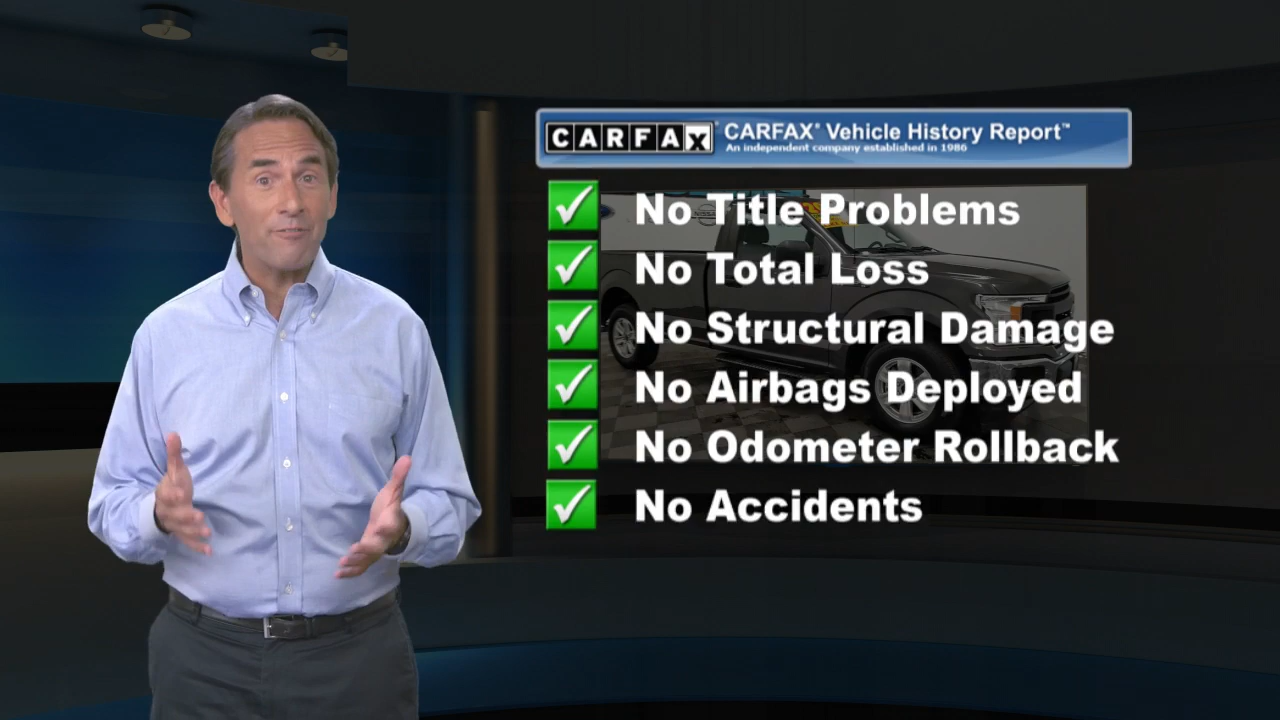 CARFAX® CARFAX® Vehicle History Report™
An independent company established in 1986
No Title Problems
No Total Loss
No Structural Damage
No Airbags Deployed
No Odometer Rollback
No Accidents